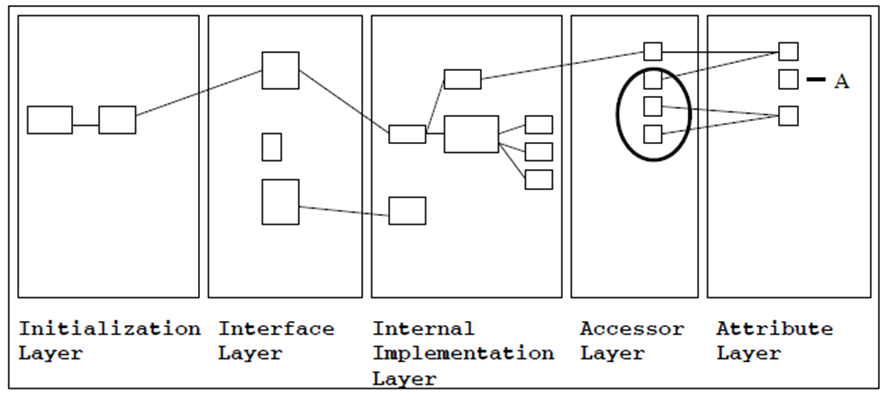 A
Initialization Layer
Interface Layer
Internal Implementation Layer
Accessor Layer
Attribute Layer